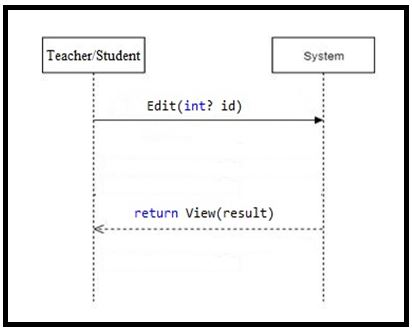 Teacher/Student
System
Edit(int? id)
return View(result)